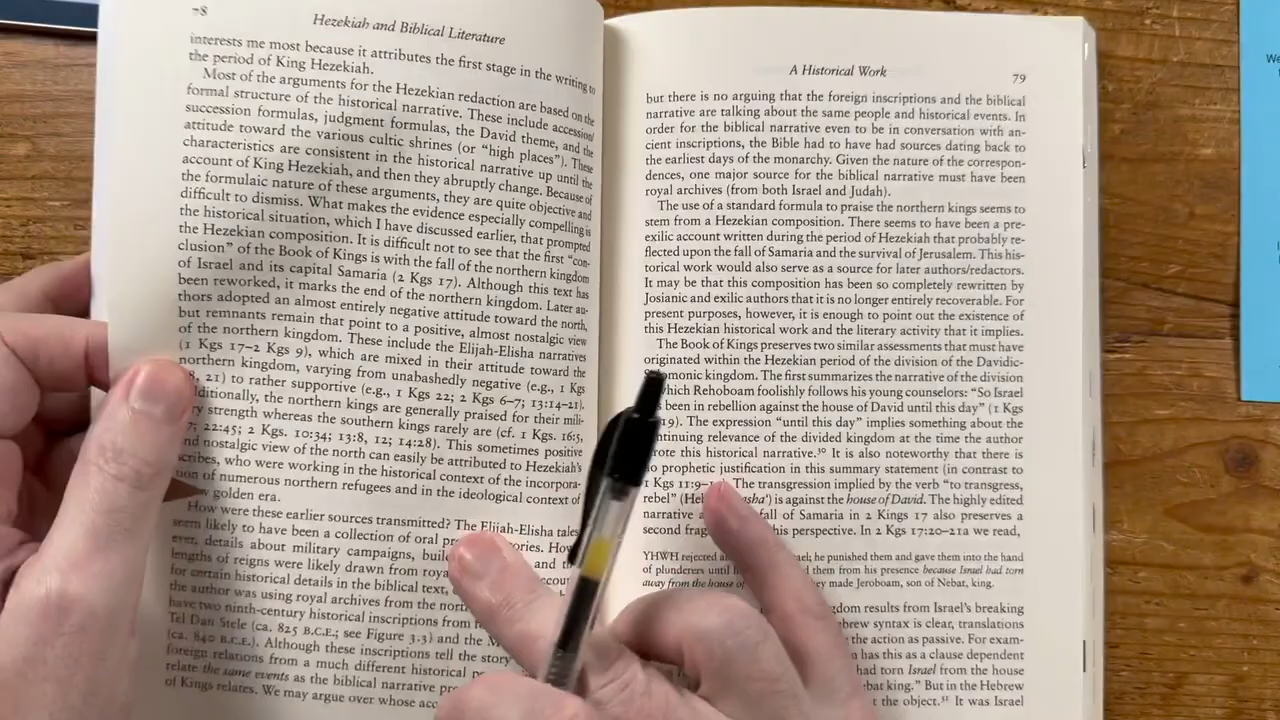 78
Hezekiah and Biblical Literature
interests me most because it attributes the first stage in the writing to
the period of King Hezekiah.
Most of the arguments for the Hezekian redaction are based on the
formal structure of the historical narrative. These include accession/
succession formulas, judgment formulas, the David theme, and the
attitude toward the various cultic shrines (or "high places"). These
characteristics are consistent in the historical narrative up until the
account of King Hezekiah, and then they abruptly change. Because of
the formulaic nature of these arguments, they are quite objective and
difficult to dismiss. What makes the evidence especially compelling is
the historical situation, which I have discussed earlier, that prompted
the Hezekian composition. It is difficult not to see that the first "con-
clusion" of the Book of Kings is with the fall of the northern kingdom
of Israel and its capital Samaria (2 Kgs 17). Although this text has
been reworked, it marks the end of the northern kingdom. Later au-
thors adopted an almost entirely negative attitude toward the north,
but remnants remain that point to a positive, almost nostalgic view
of the northern kingdom. These include the Elijah-Elisha narratives
(1 Kgs 17–2 Kgs 9), which are mixed in their attitude toward the
northern kingdom, varying from unabashedly negative (e.g., 1 Kgs
8, 21) to rather supportive (e.g., 1 Kgs 22; 2 Kgs 6–7; 13:14–21).
ditionally, the northern kings are generally praised for their mili-
ry strength whereas the southern kings rarely are (cf. 1 Kgs. 16:5,
7; 22:45; 2 Kgs. 10:34; 13:8, 12; 14:28). This sometimes positive
nd nostalgic view of the north can easily be attributed to Hezekiah's
scribes, who were working in the historical context of the incorpora-
tion of numerous northern refugees and in the ideological context of
golden era.
How were these earlier sources transmitted? The Elijah-Elisha tales
seem likely to have been a collection of oral How-
ever, details about military campaigns, and
lengths of reigns were likely drawn from
for certain historical details in the biblical text,
the author was using royal archives from the
have two ninth-century historical inscriptions from
Tel Dan Stele (ca. 825 B.C.E.; see Figure 3.3) and the
(ca. 840 B.C.E.). Although these inscriptions tell the story
foreign relations from a much different historical
relate the same events as the biblical narrative
of Kings relates. We may argue over whose
A Historical Work
79
but there is no arguing that the foreign inscriptions and the biblical
narrative are talking about the same people and historical events. In
order for the biblical narrative even to be in conversation with an-
cient inscriptions, the Bible had to have had sources dating back to
the earliest days of the monarchy. Given the nature of the correspon-
dences, one major source for the biblical narrative must have been
royal archives (from both Israel and Judah).
The use of a standard formula to praise the northern kings seems to
stem from a Hezekian composition. There seems to have been a pre-
exilic account written during the period of Hezekiah that probably re-
flected upon the fall of Samaria and the survival of Jerusalem. This his-
torical work would also serve as a source for later authors/redactors.
It may be that this composition has been so completely rewritten by
Josianic and exilic authors that it is no longer entirely recoverable. For
present purposes, however, it is enough to point out the existence of
this Hezekian historical work and the literary activity that it implies.
The Book of Kings preserves two similar assessments that must have
originated within the Hezekian period of the division of the Davidic-
Solomonic kingdom. The first summarizes the narrative of the division
which Rehoboam foolishly follows his young counselors: "So Israel
been in rebellion against the house of David until this day" (1 Kgs
19). The expression "until this day" implies something about the
ntinuing relevance of the divided kingdom at the time the author
rote this historical narrative.³⁰ It is also noteworthy that there is
no prophetic justification in this summary statement (in contrast to
1 Kgs 11:9– The transgression implied by the verb "to transgress,
rebel" asha') is against the house of David. The highly edited
narrative fall of Samaria in 2 Kings 17 also preserves a
second his perspective. In 2 Kgs 17:20–21a we read,
YHWH rejected he punished them and gave them into the hand
of plunderers until them from his presence because Israel had torn
away from the house of they made Jeroboam, son of Nebat, king.
gdom results from Israel's breaking
brew syntax is clear, translations
the action as passive. For exam-
has this as a clause dependent
had torn Israel from the house
bat king." But in the Hebrew
t the object.³¹ It was Israel
We